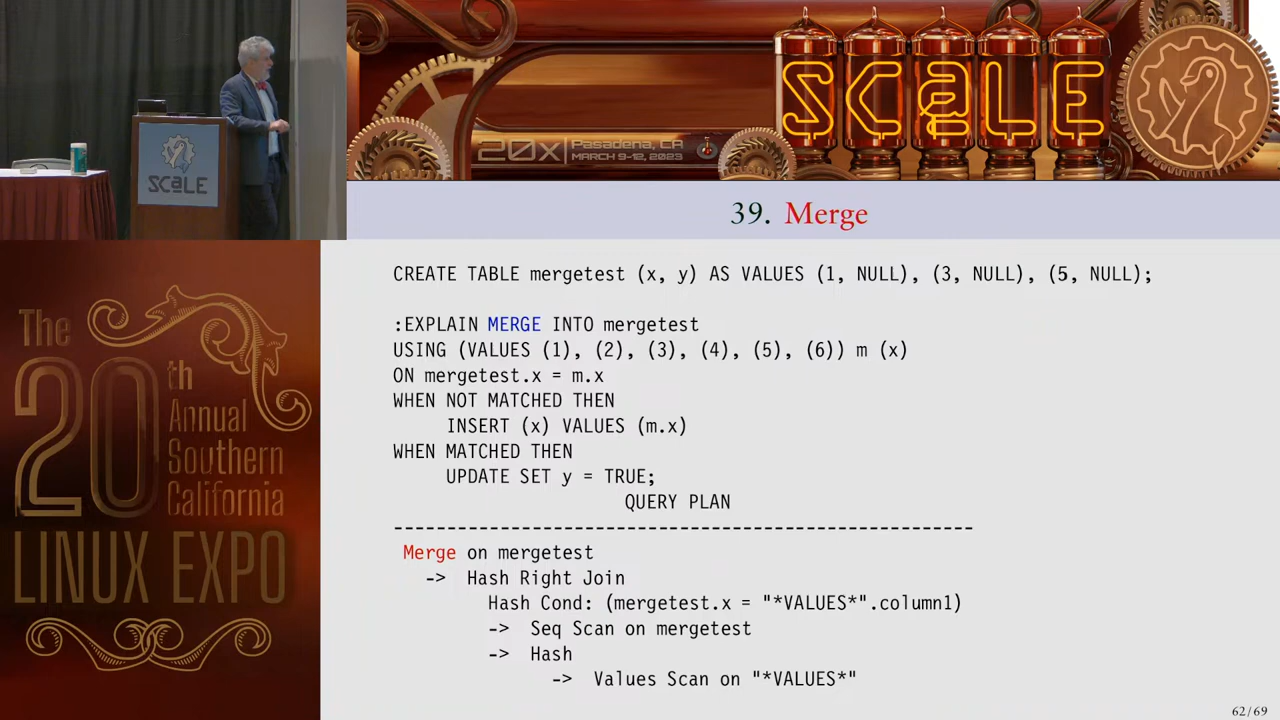 SCALE
20x
Pasadena, CA
MARCH 9-12, 2023
SCALE
The
20th
Annual
Southern
California
LINUX EXPO
39. Merge
CREATE TABLE mergetest (x, y) AS VALUES (1, NULL), (3, NULL), (5, NULL);
:EXPLAIN MERGE INTO mergetest
USING (VALUES (1), (2), (3), (4), (5), (6)) m (x)
ON mergetest.x = m.x
WHEN NOT MATCHED THEN
INSERT (x) VALUES (m.x)
WHEN MATCHED THEN
UPDATE SET y = TRUE;
QUERY PLAN
------------------------------------------------------
Merge on mergetest
-> Hash Right Join
Hash Cond: (mergetest.x = "*VALUES*".column1)
-> Seq Scan on mergetest
-> Hash
-> Values Scan on "*VALUES*"
62/69